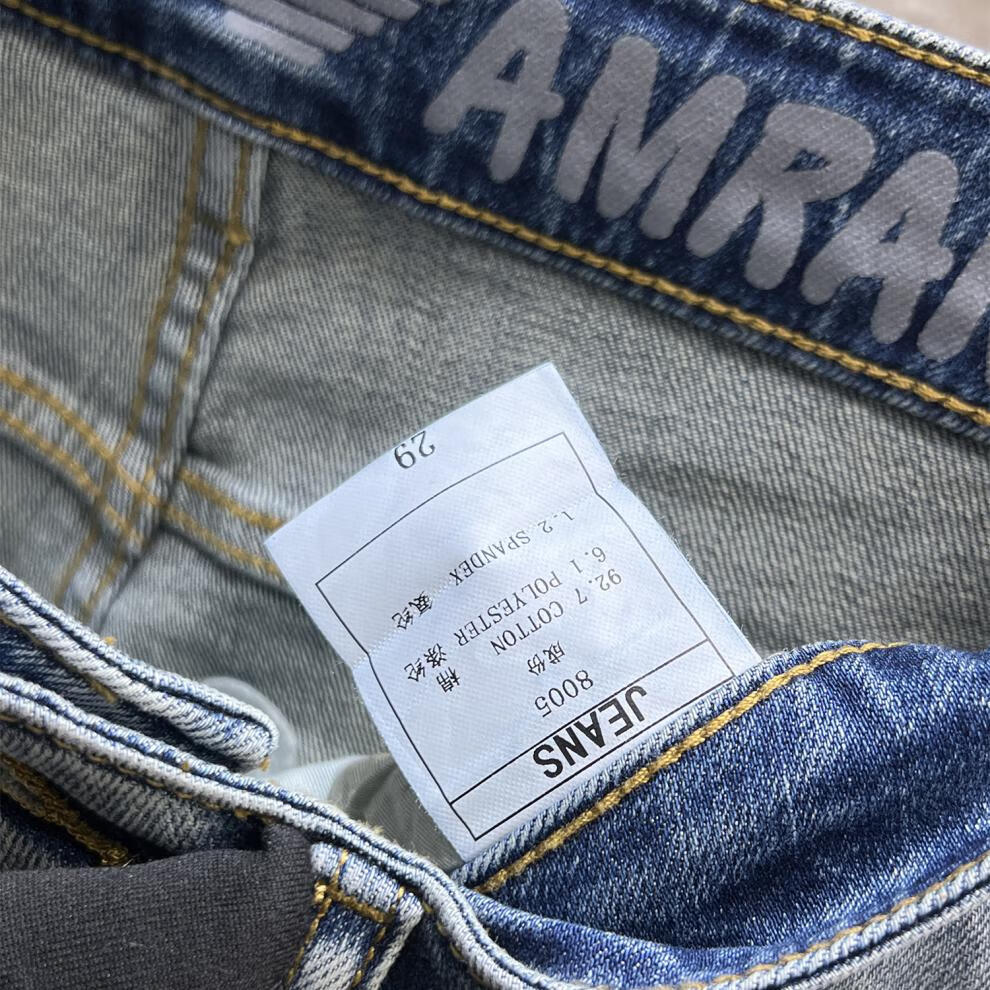 AMRA
JEANS
8005
成份
92.7 COTTON 棉
6.1 POLYESTER 涤纶
1.2 SPANDEX 氨纶
29